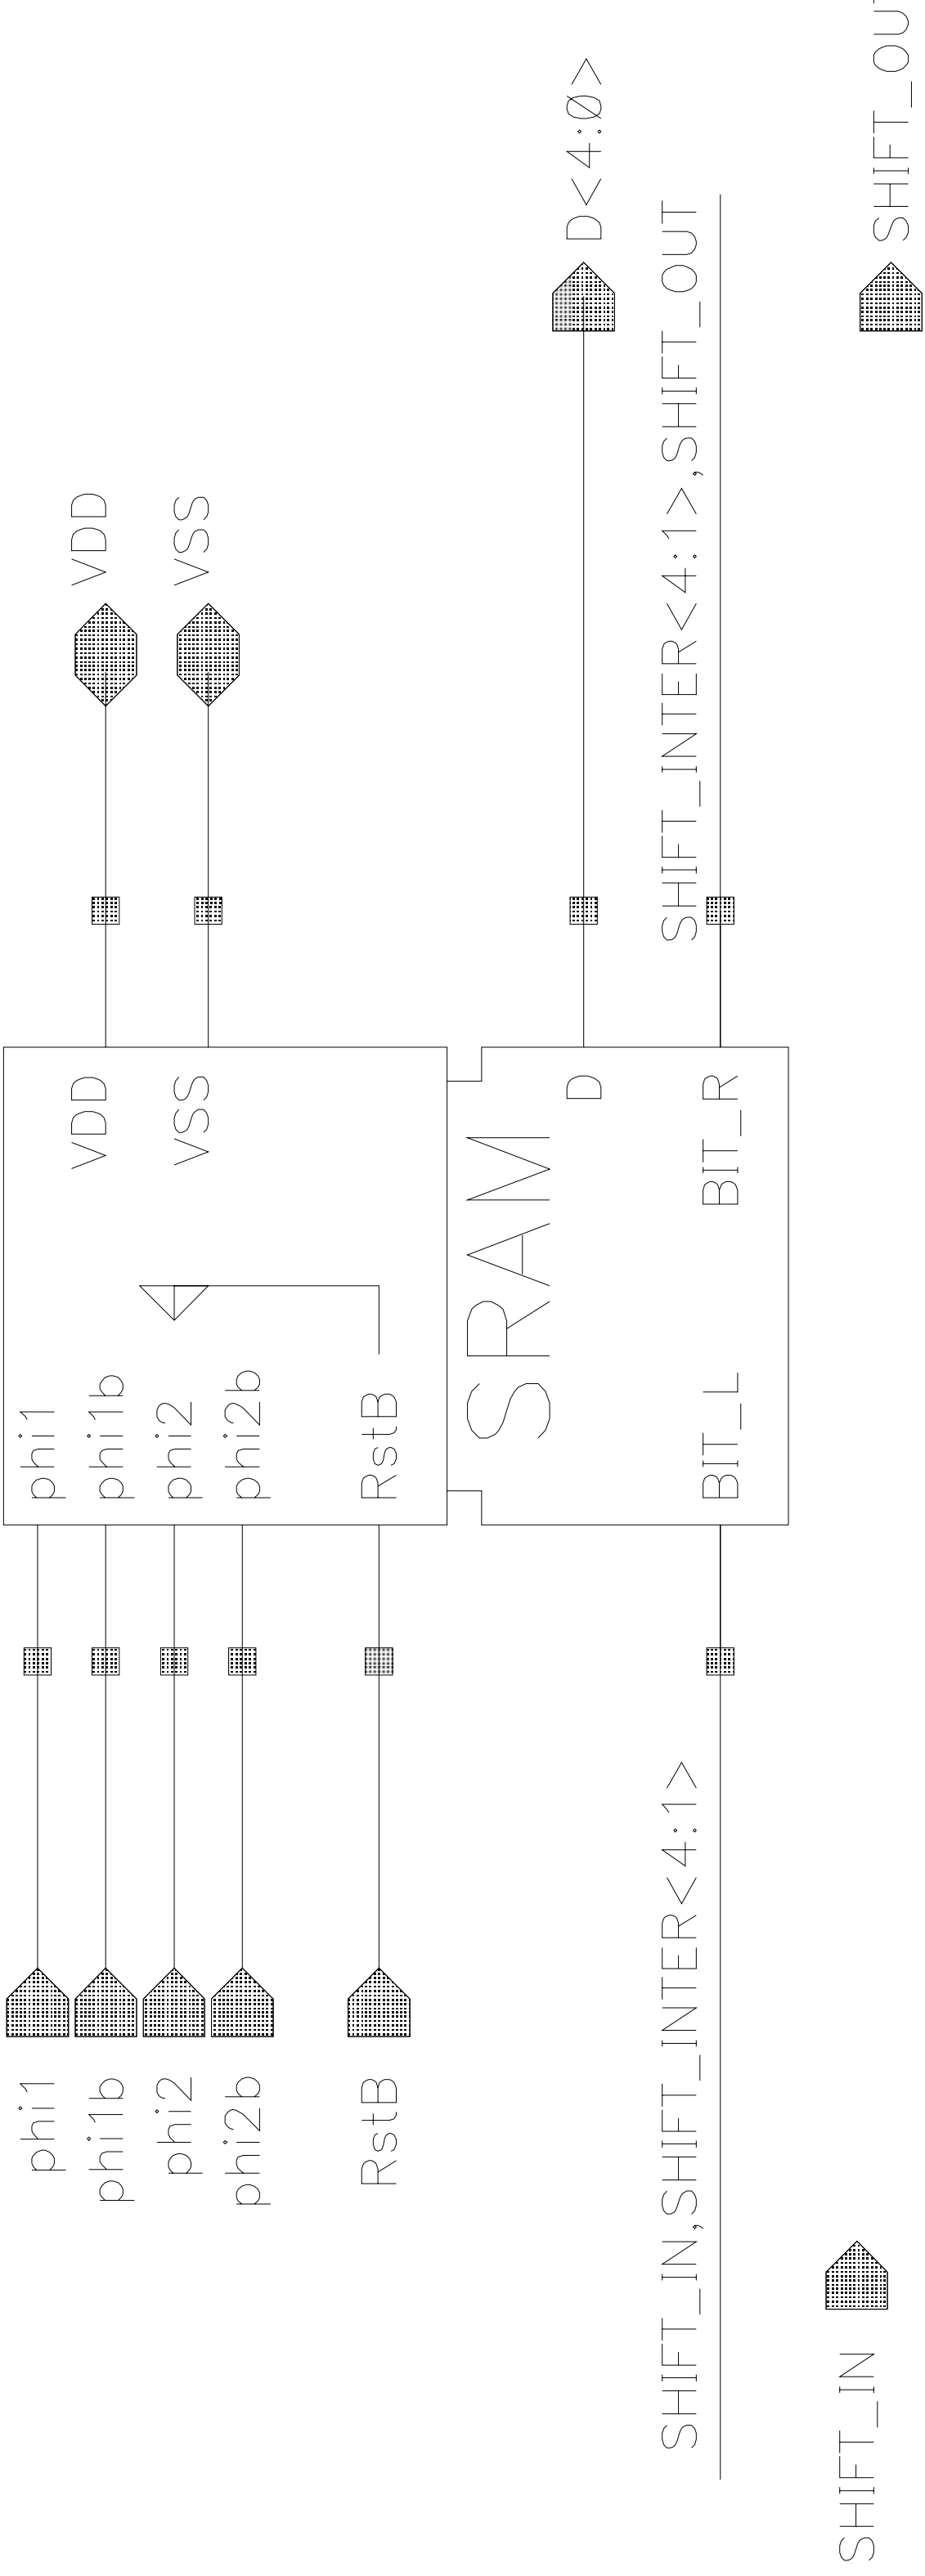 phi1
phi1
phi1b
phi1b
VDD
VDD
phi2
phi2
VSS
VSS
phi2b
phi2b
RstB
RstB
SRAM
D
D<4:0>
SHIFT_IN,SHIFT_INTER<4:1>
SHIFT_INTER<4:1>,SHIFT_OUT
BIT_L
BIT_R
SHIFT_IN
SHIFT_OUT